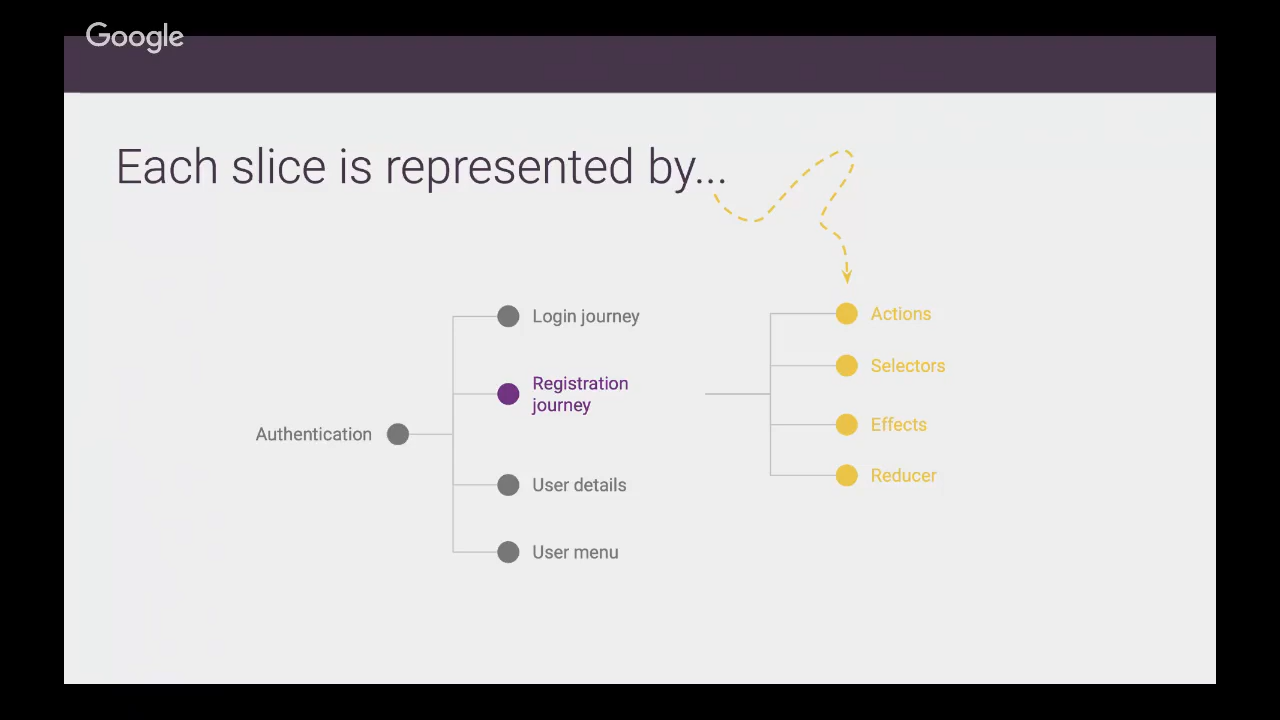 Google
Each slice is represented by...
Login journey
Registration
journey
Authentication
User details
User menu
Actions
Selectors
Effects
Reducer